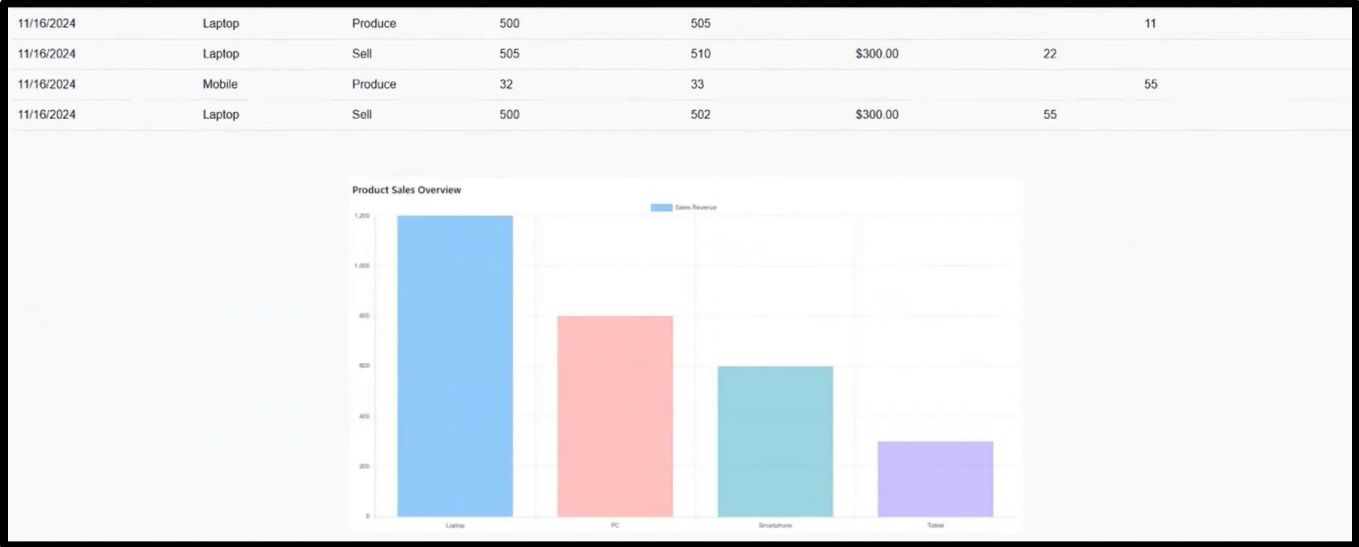 11/16/2024 Laptop Produce 500 505 11
11/16/2024 Laptop Sell 505 510 $300.00 22
11/16/2024 Mobile Produce 32 33 55
11/16/2024 Laptop Sell 500 502 $300.00 55
Product Sales Overview
Sales Revenue
1,200
1,000
800
600
400
200
0
Laptop PC Smartphone Tablet